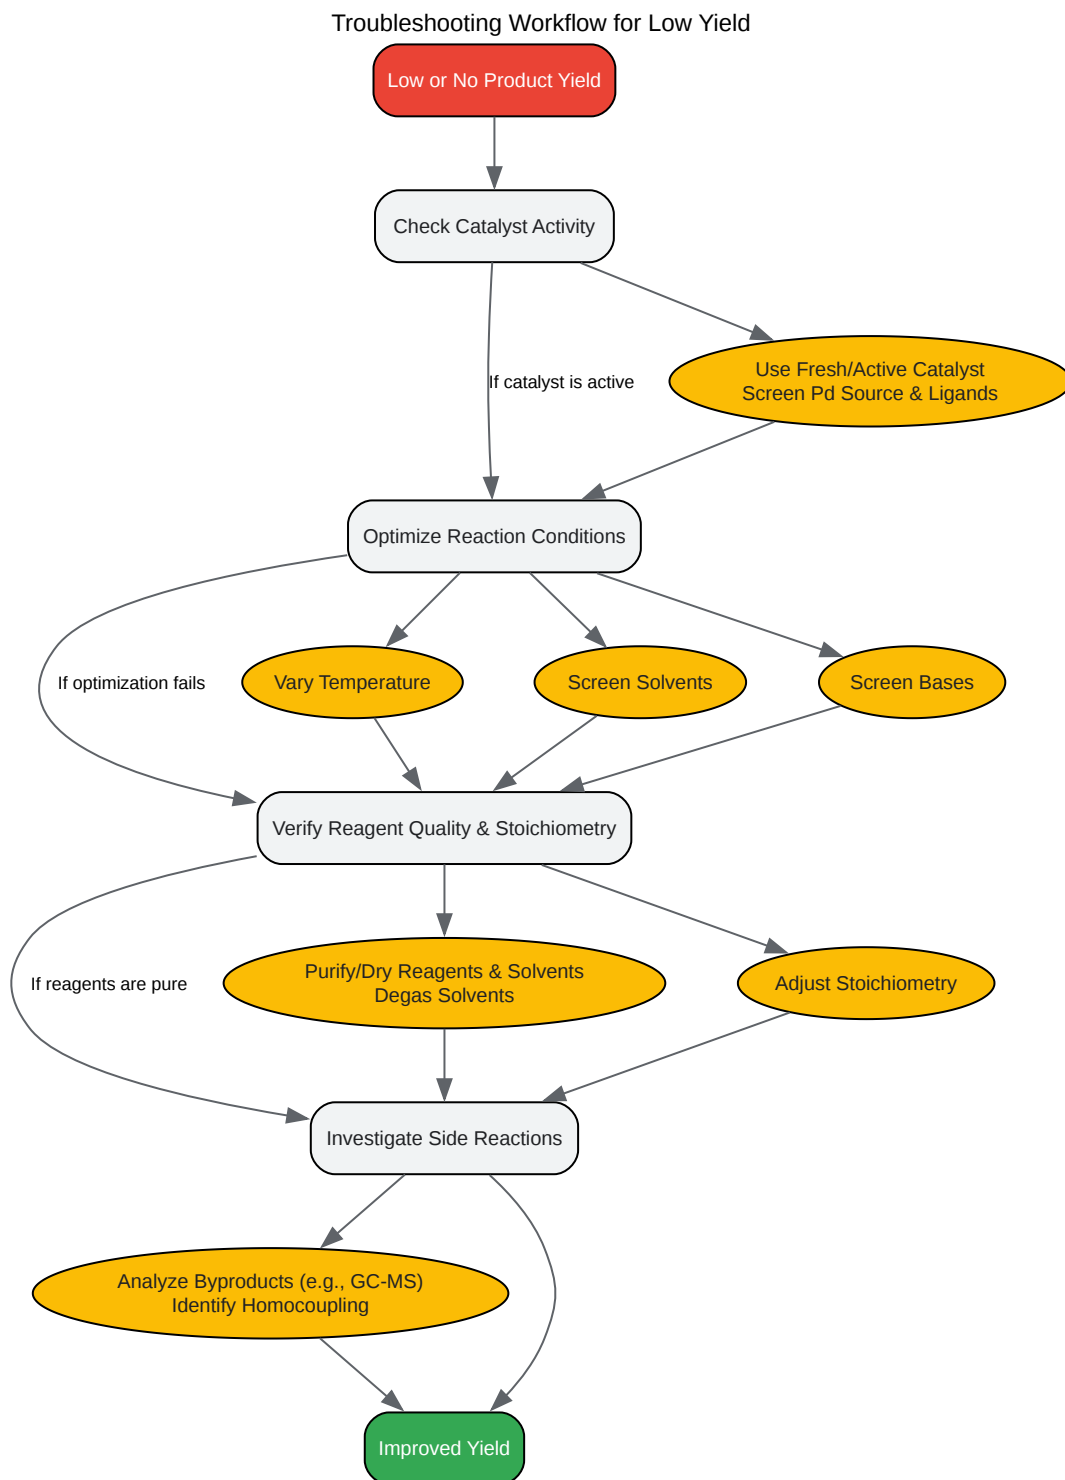 Troubleshooting Workflow for Low Yield
Low or No Product Yield
Check Catalyst Activity
If catalyst is active
Use Fresh/Active Catalyst
Screen Pd Source & Ligands
Optimize Reaction Conditions
If optimization fails
Vary Temperature
Screen Solvents
Screen Bases
Verify Reagent Quality & Stoichiometry
If reagents are pure
Purify/Dry Reagents & Solvents
Degas Solvents
Adjust Stoichiometry
Investigate Side Reactions
Analyze Byproducts (e.g., GC-MS)
Identify Homocoupling
Improved Yield